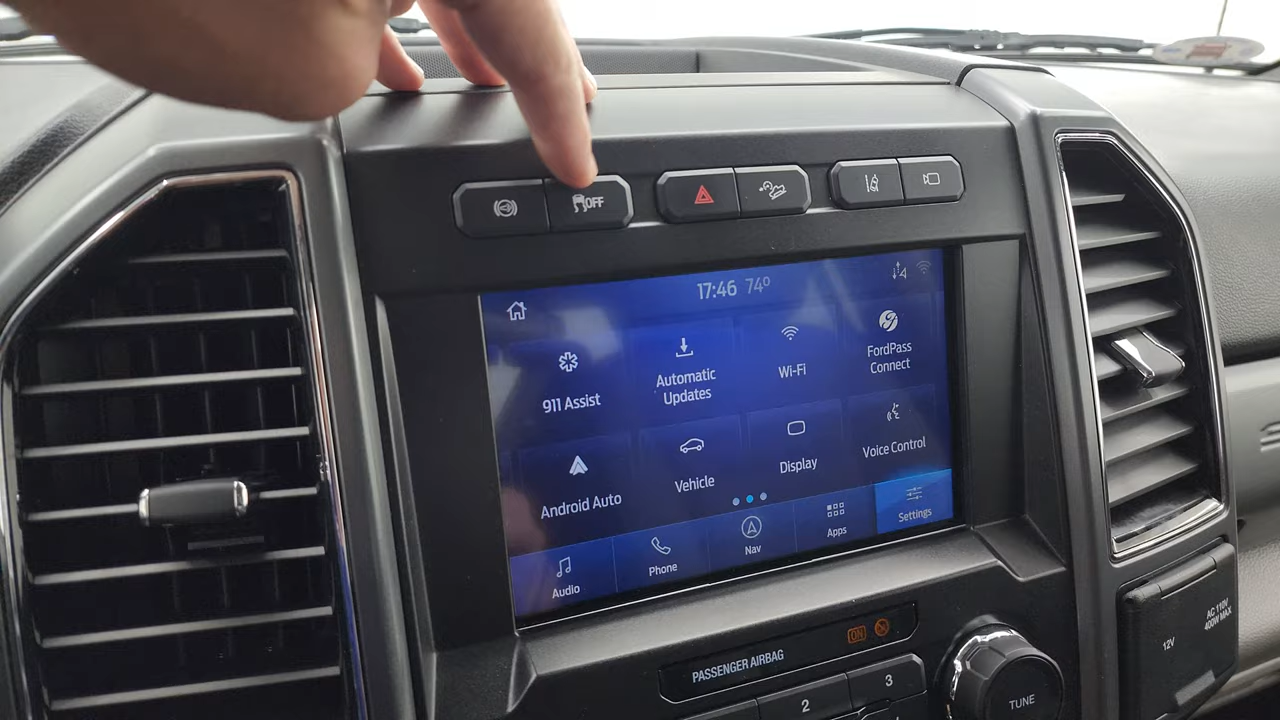 OFF
17:46 74°
911 Assist
Automatic
Updates
Wi-Fi
FordPass
Connect
Android Auto
Vehicle
Display
Voice Control
Audio
Phone
Nav
Apps
Settings
PASSENGER AIRBAG
ON
2
3
TUNE
12V
AC 110V
400W MAX